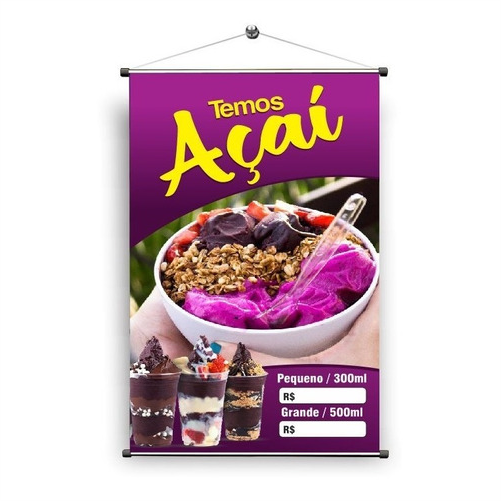 Temos
Açaí
Pequeno / 300ml
R$
Grande / 500ml
R$